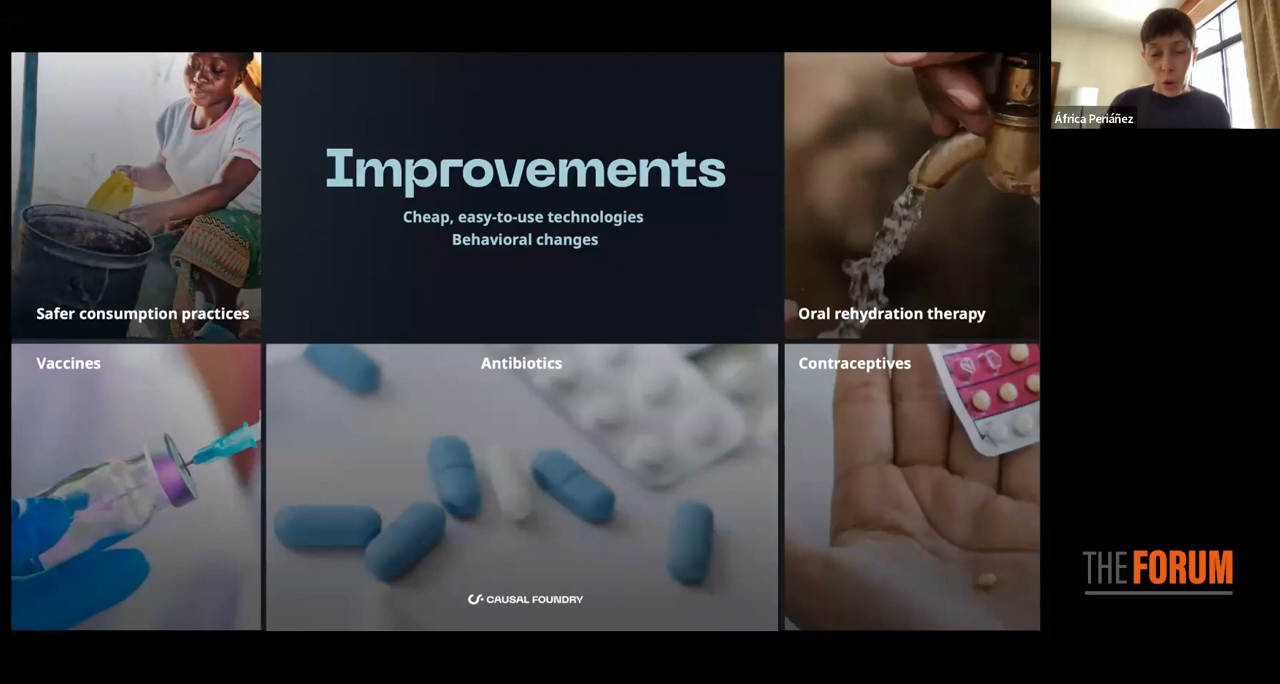 África Periáñez
Improvements
Cheap, easy-to-use technologies
Behavioral changes
Safer consumption practices
Oral rehydration therapy
Vaccines
Antibiotics
Contraceptives
CAUSAL FOUNDRY
THE FORUM